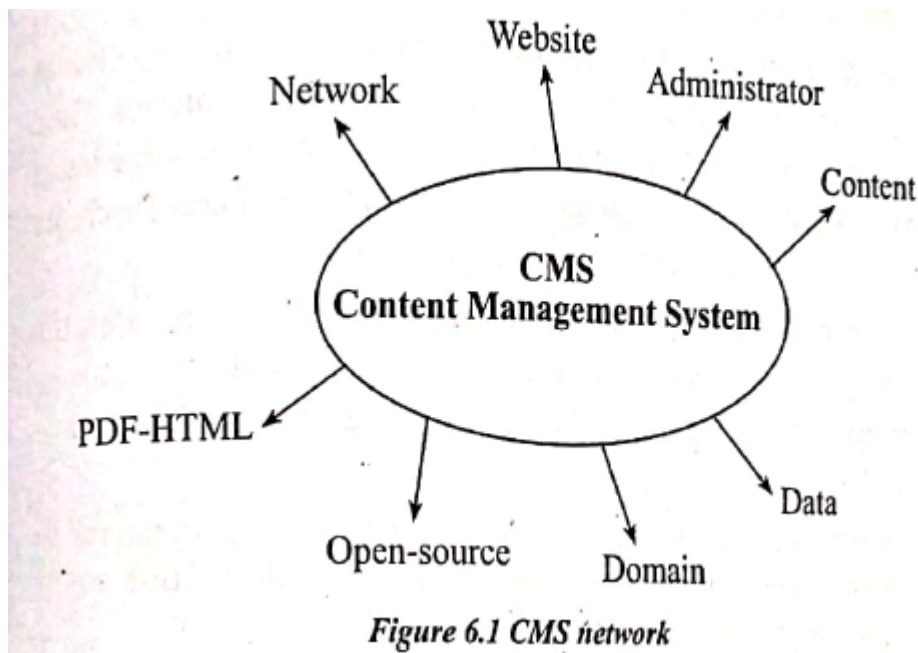 Website
Network
Administrator
Content
CMS
Content Management System
PDF-HTML
Data
Open-source
Domain
Figure 6.1 CMS network